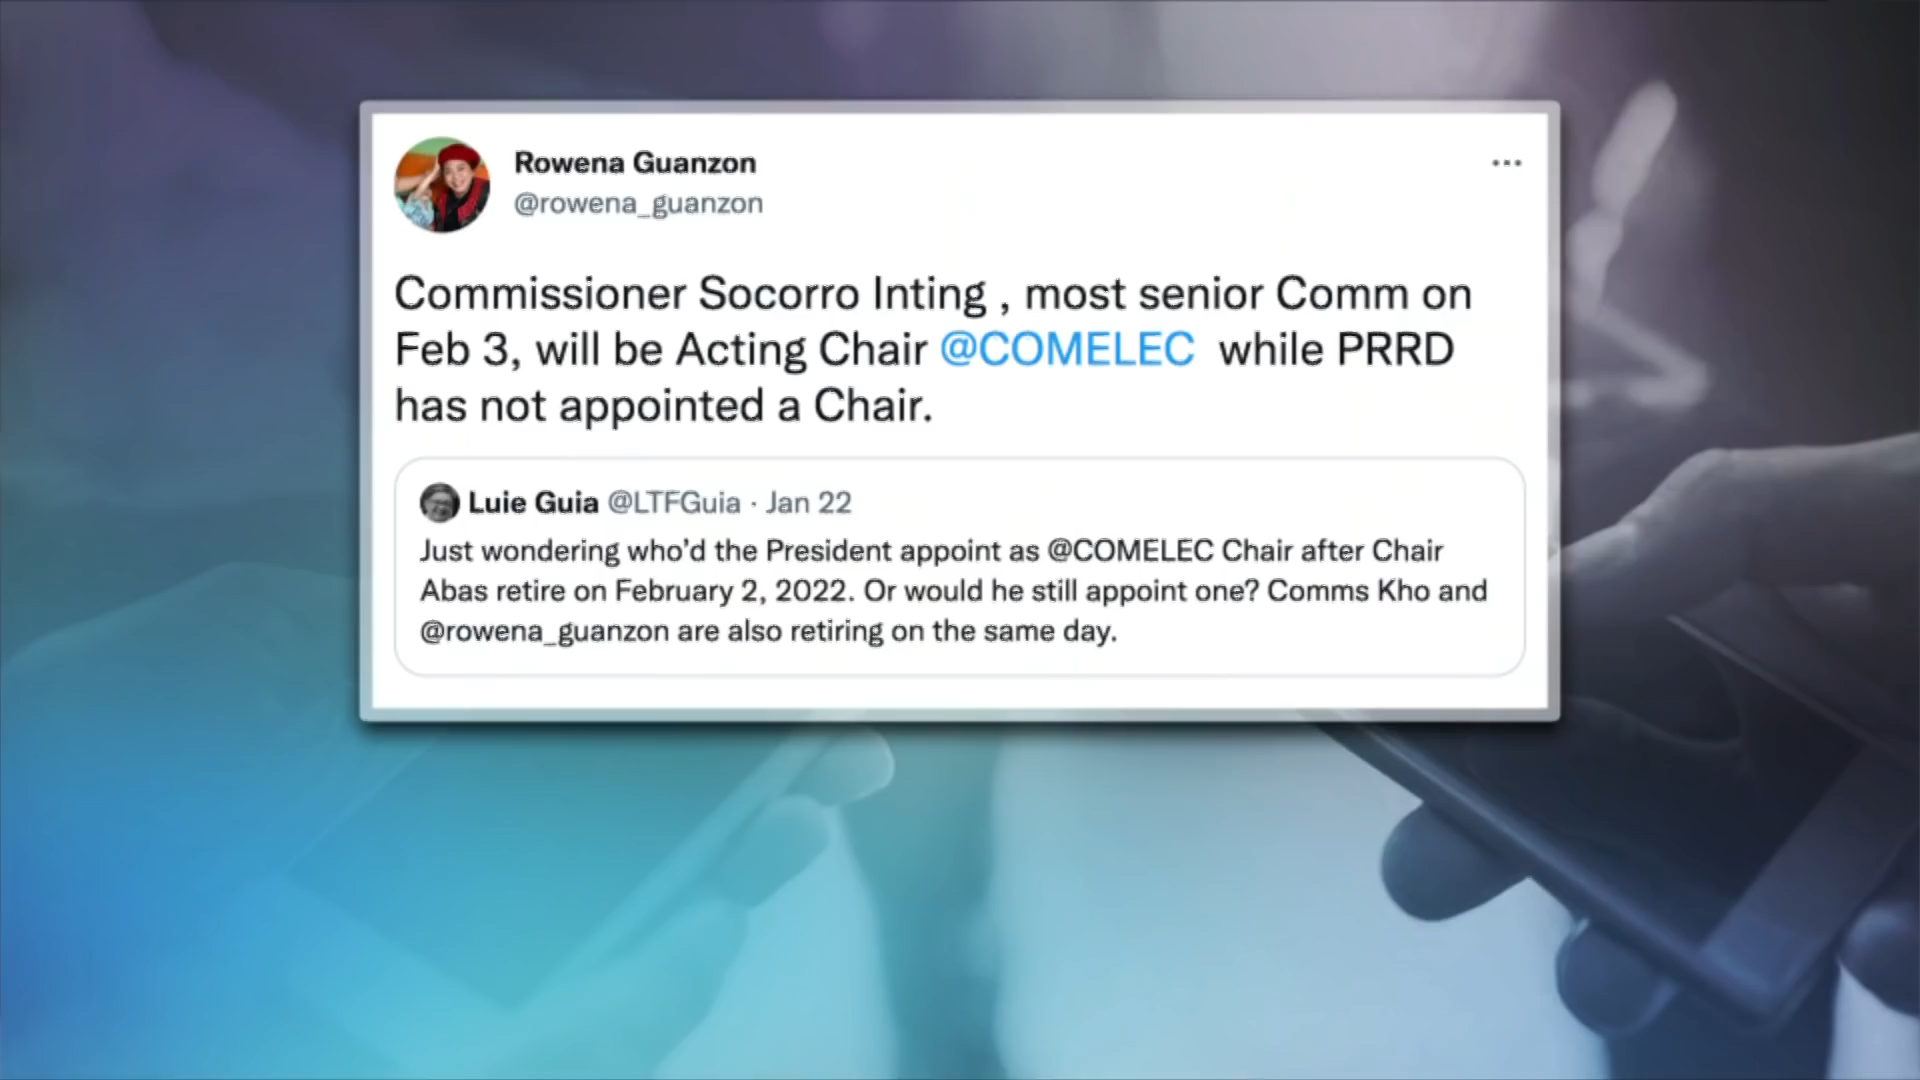 Rowena Guanzon
@rowena_guanzon
Commissioner Socorro Inting , most senior Comm on
Feb 3, will be Acting Chair @COMELEC while PRRD
has not appointed a Chair.
Luie Guia @LTFGuia · Jan 22
Just wondering who'd the President appoint as @COMELEC Chair after Chair
Abas retire on February 2, 2022. Or would he still appoint one? Comms Kho and
@rowena_guanzon are also retiring on the same day.